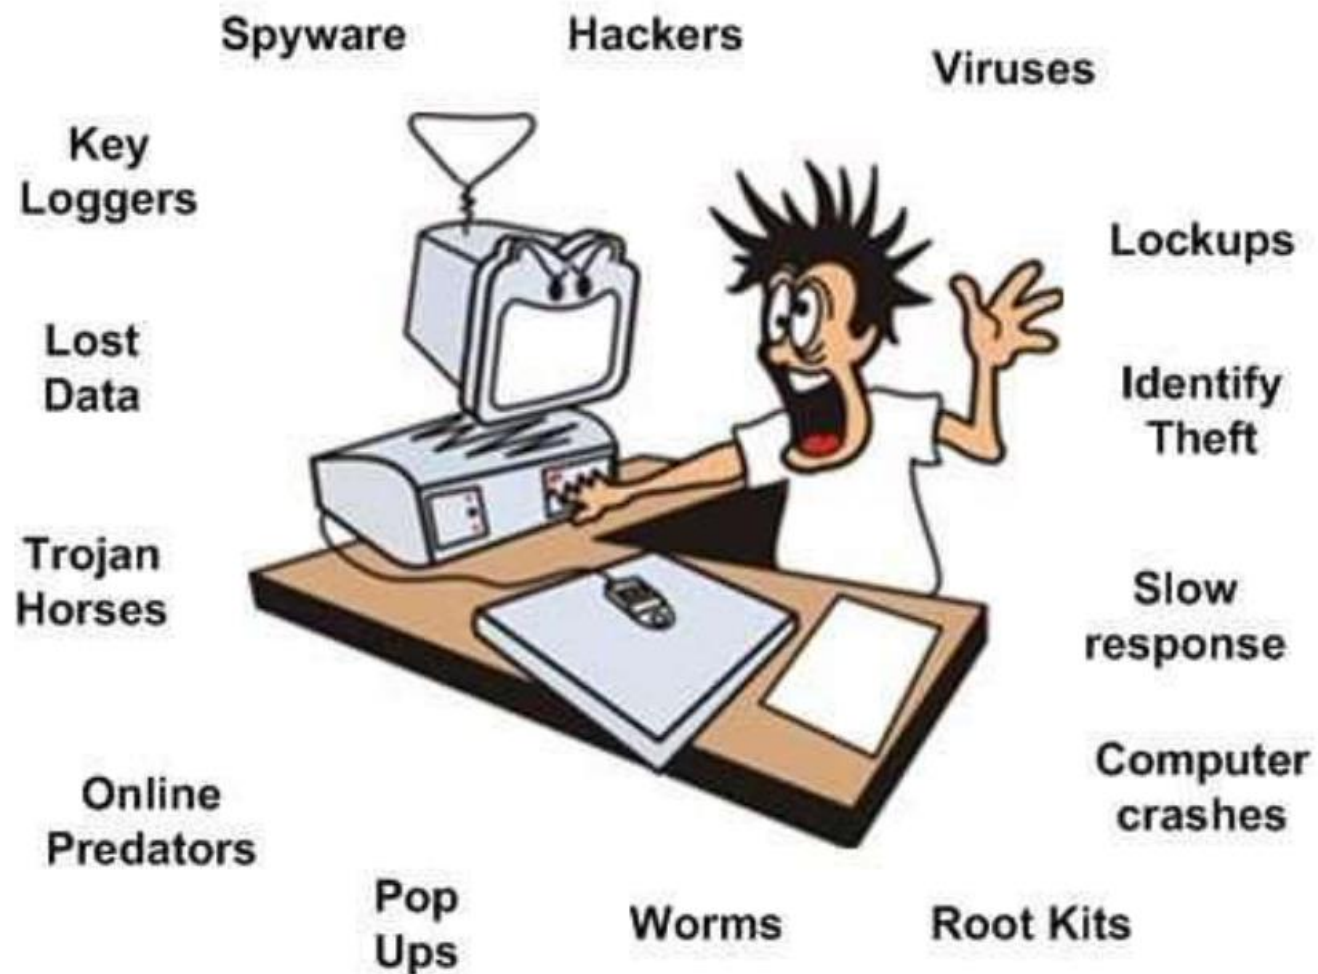 Spyware
Hackers
Viruses
Key
Loggers
Lockups
Lost
Data
Identify
Theft
Trojan
Horses
Slow
response
Online
Predators
Computer
crashes
Pop
Ups
Worms
Root Kits